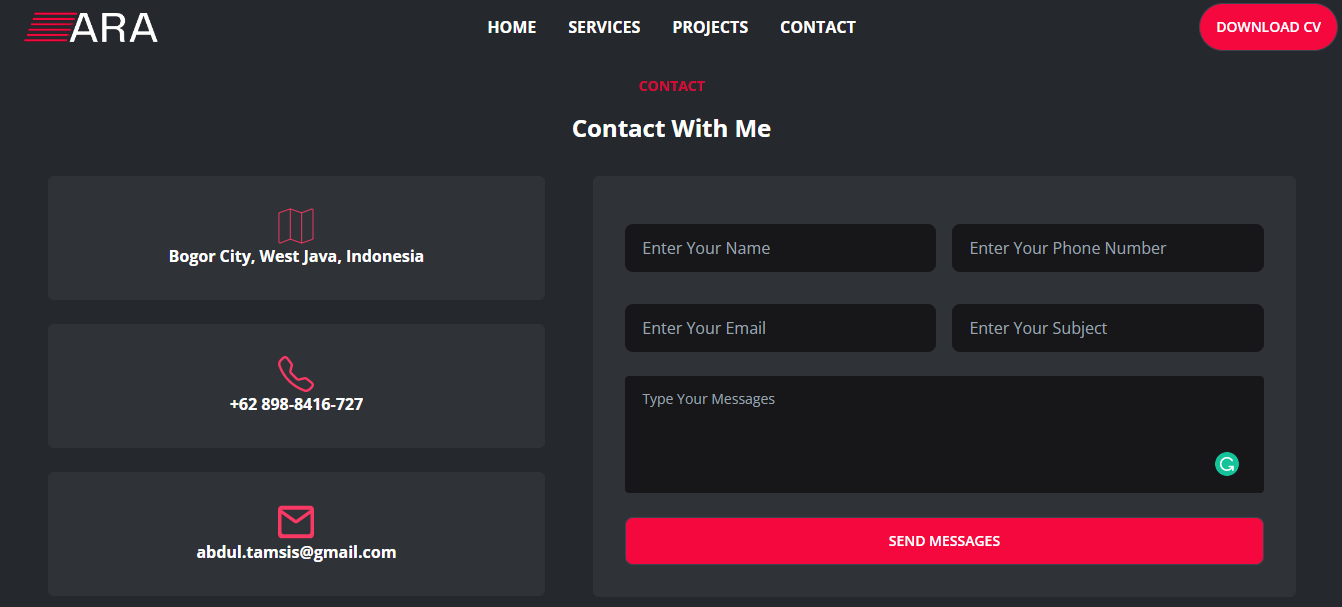 ARA
HOME
SERVICES
PROJECTS
CONTACT
DOWNLOAD CV
CONTACT
Contact With Me
Bogor City, West Java, Indonesia
+62 898-8416-727
abdul.tamsis@gmail.com
Enter Your Name
Enter Your Phone Number
Enter Your Email
Enter Your Subject
Type Your Messages
SEND MESSAGES